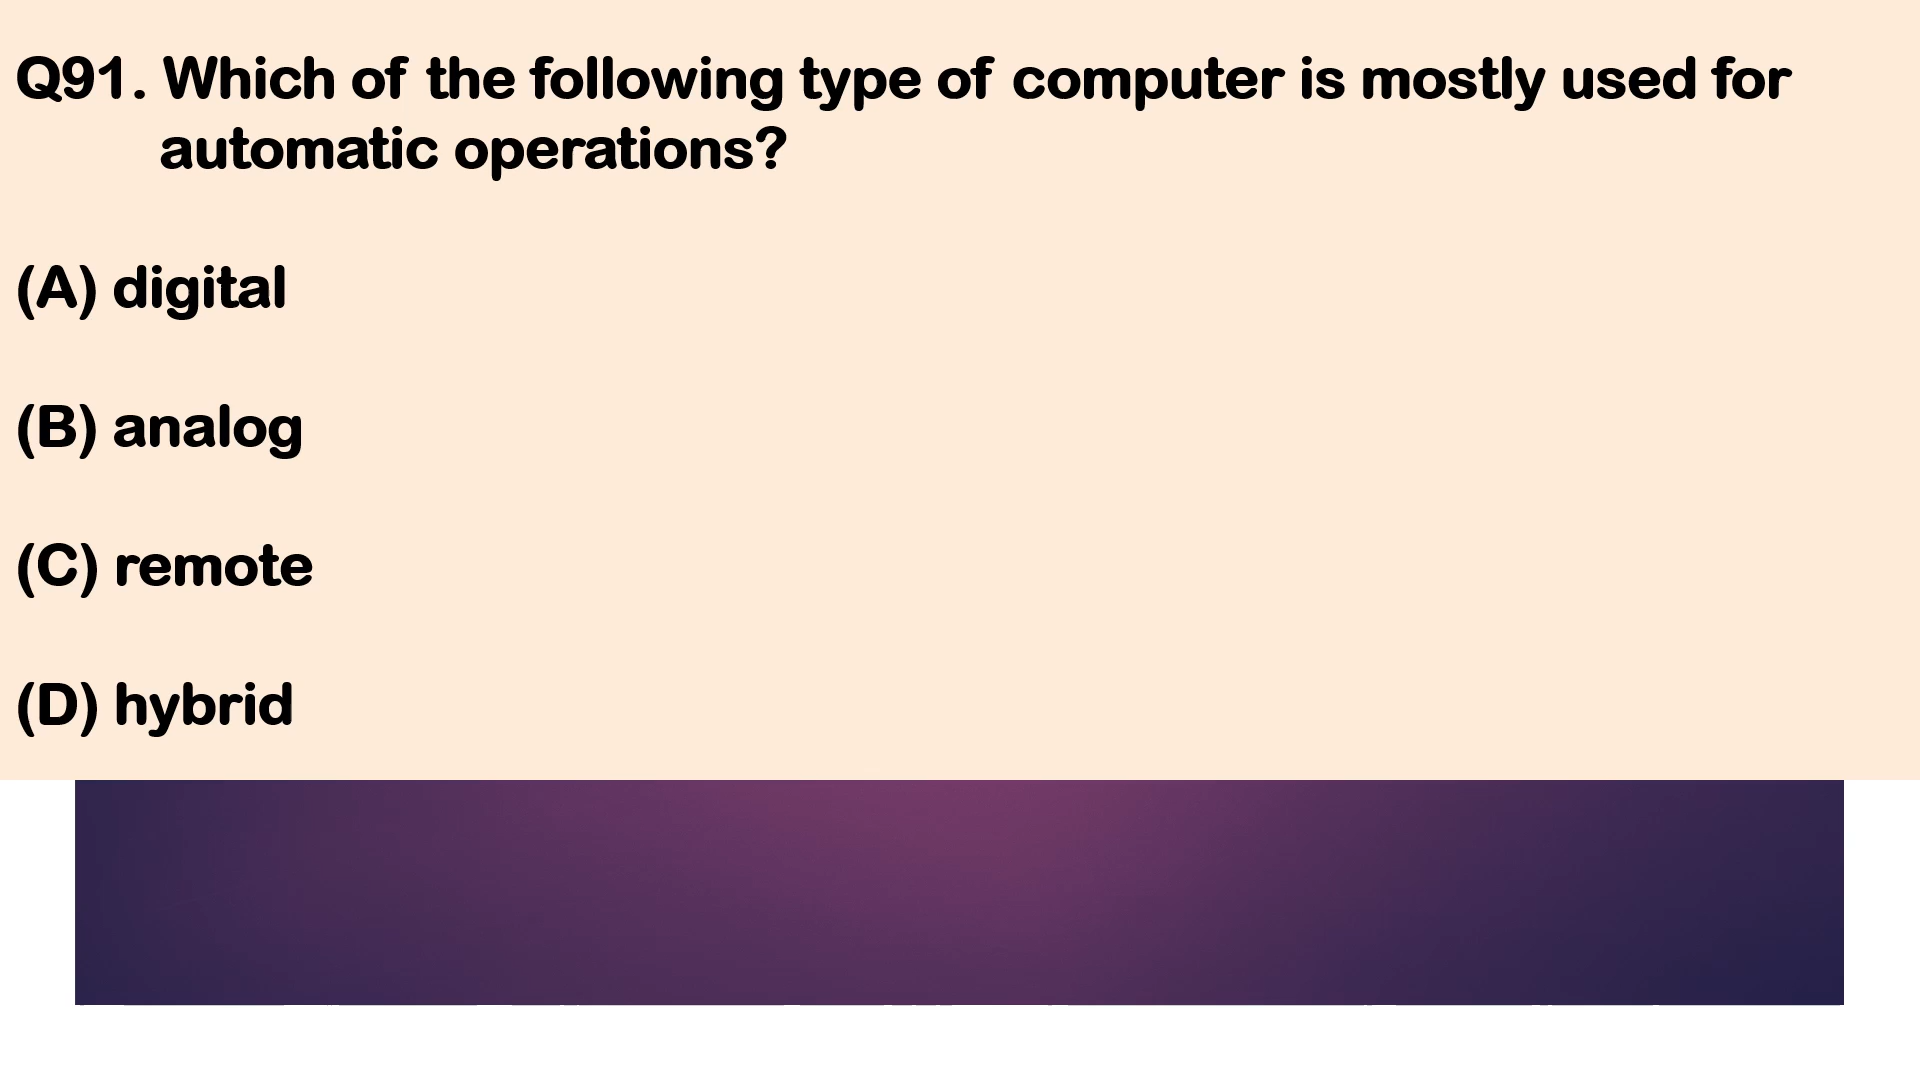 Q91. Which of the following type of computer is mostly used for
automatic operations?
(A) digital
(B) analog
(C) remote
(D) hybrid